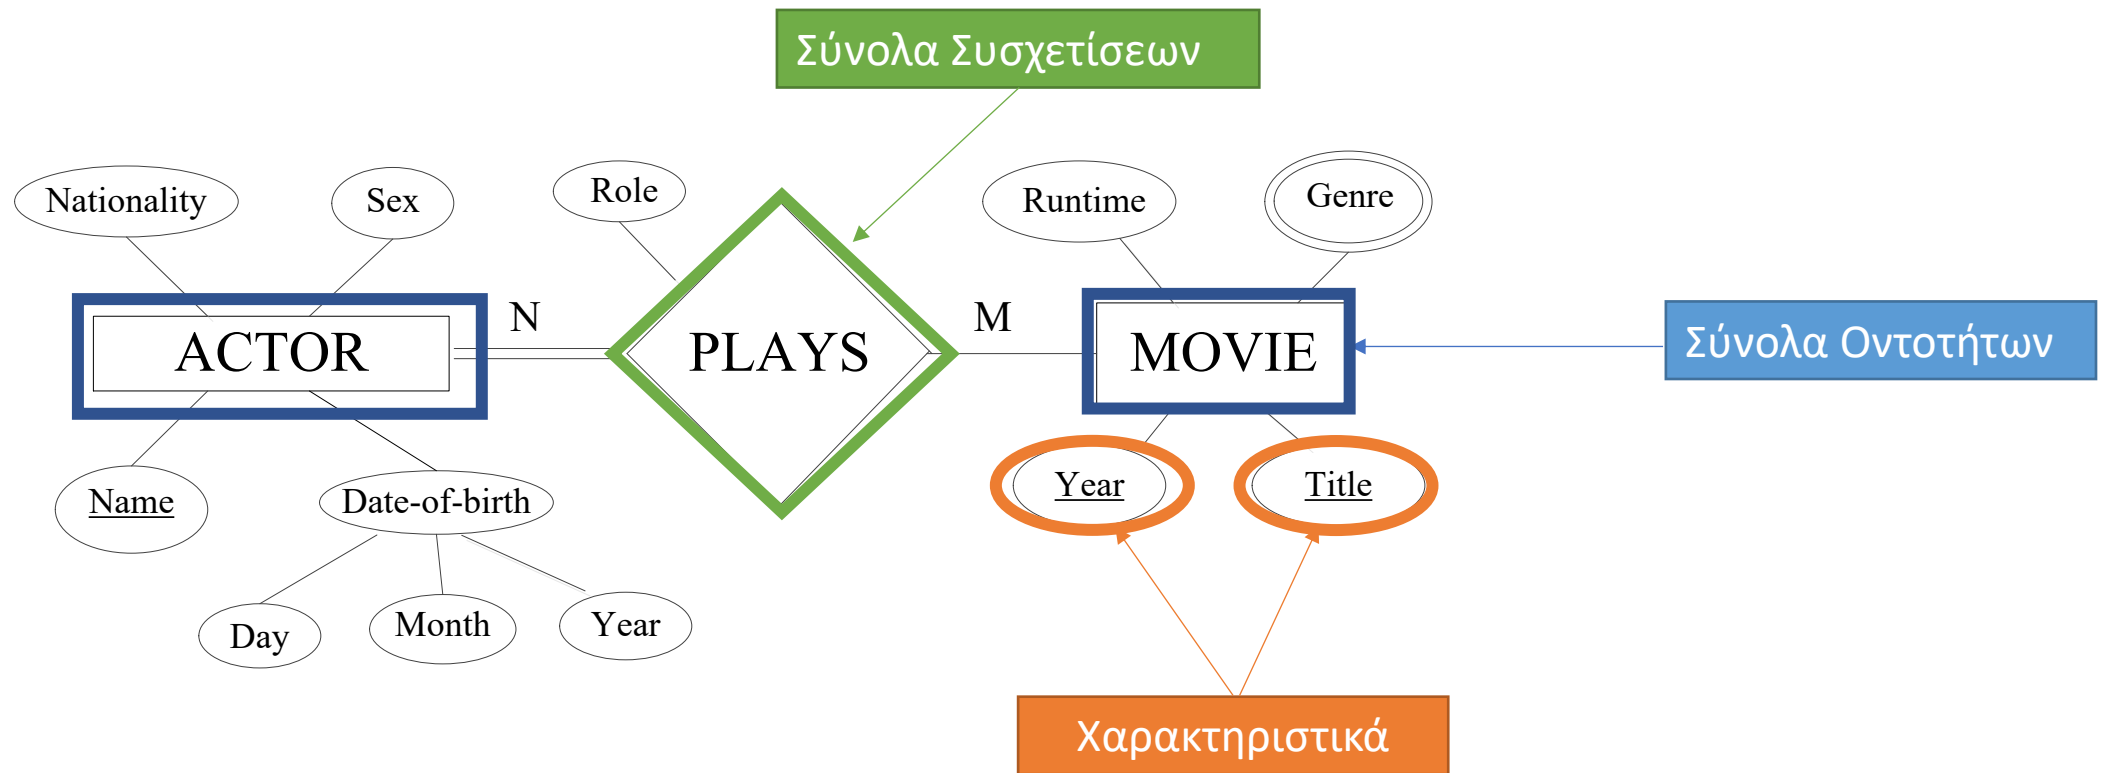 Σύνολα Συσχετίσεων
Nationality
Sex
Role
Runtime
Genre
ACTOR
N
PLAYS
M
MOVIE
Σύνολα Οντοτήτων
Name
Date-of-birth
Year
Title
Day
Month
Year
Χαρακτηριστικά